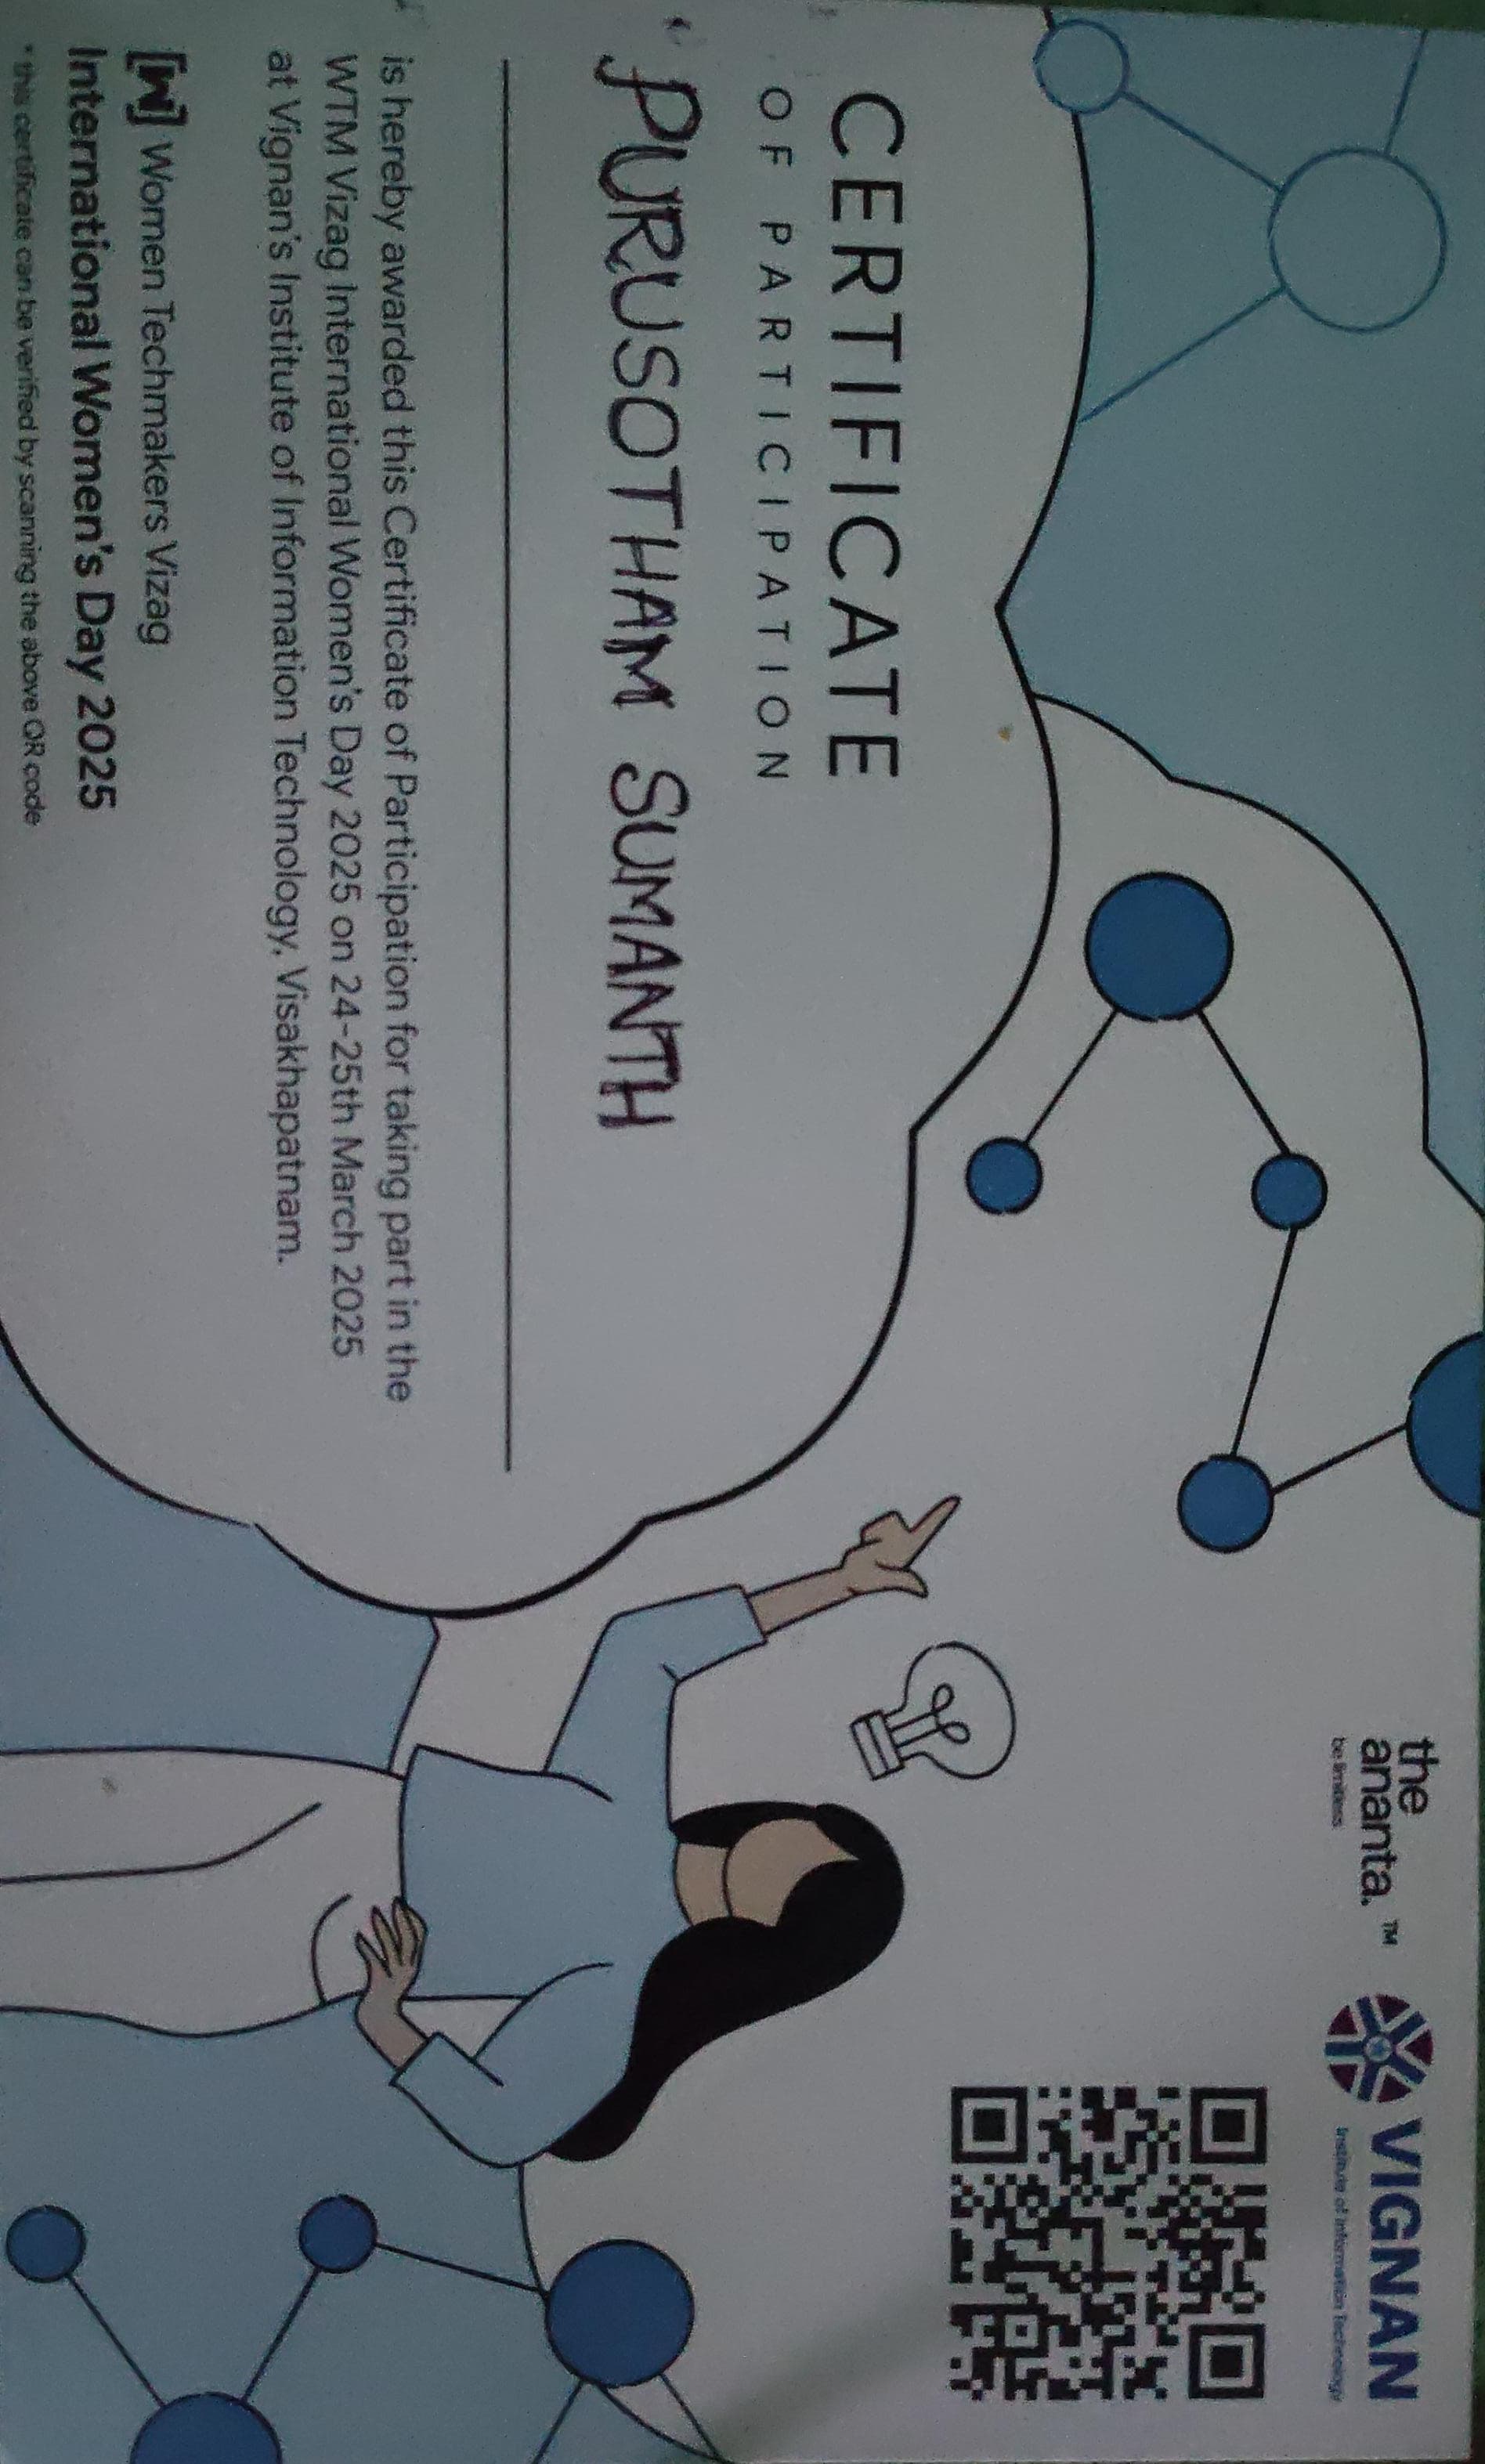 the
ananta.™
be limitless
VIGNAN
Institute of Information Technology
CERTIFICATE
OF PARTICIPATION
PURUSOTHAM SUMANTH
is hereby awarded this Certificate of Participation for taking part in the
WTM Vizag International Women's Day 2025 on 24-25th March 2025
at Vignan's Institute of Information Technology, Visakhapatnam.
Women Techmakers Vizag
International Women's Day 2025
* this certificate can be verified by scanning the above QR code